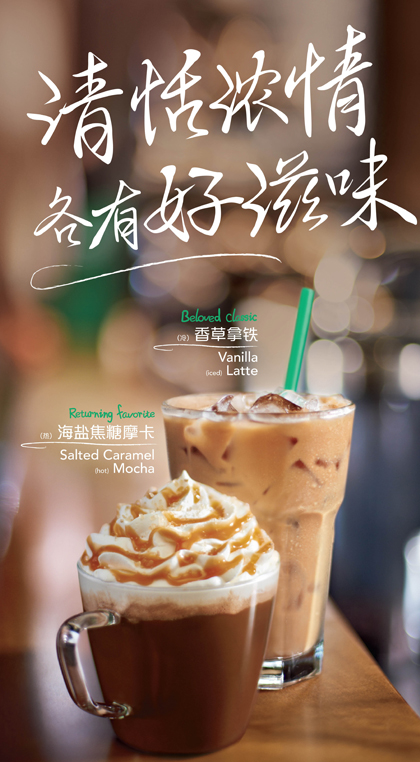 清恬浓情
各有好滋味
Beloved classic
(冷) 香草拿铁
Vanilla
(iced) Latte
Returning favorite
(热) 海盐焦糖摩卡
Salted Caramel
(hot) Mocha